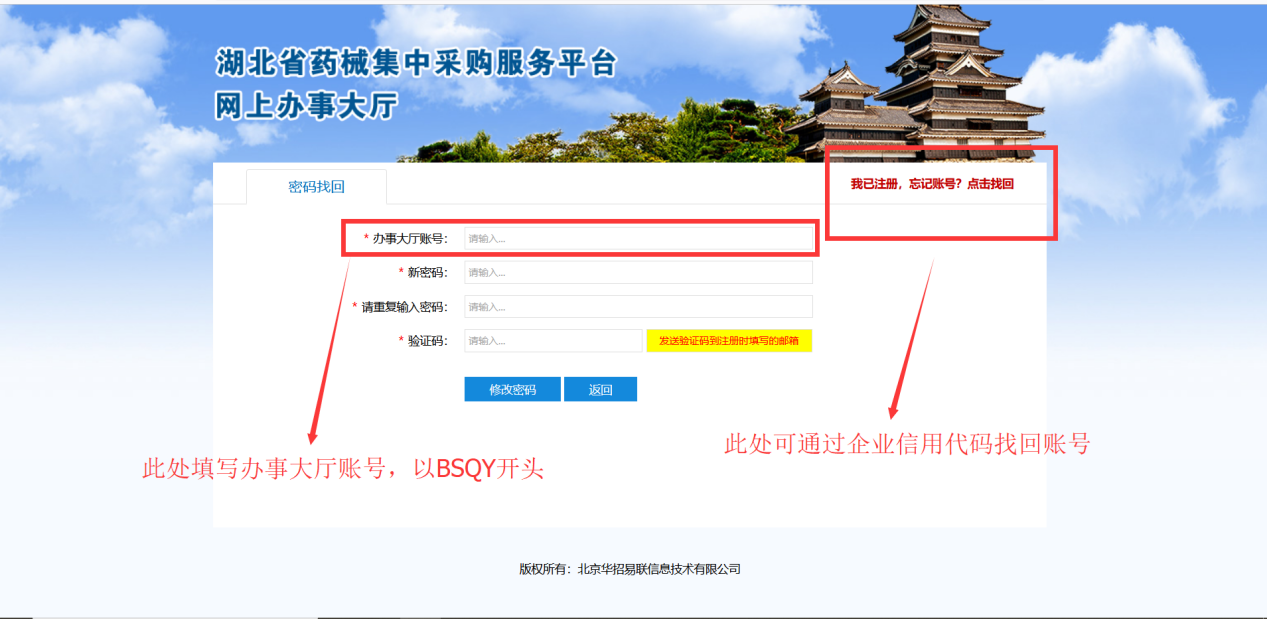 湖北省药械集中采购服务平台
网上办事大厅
密码找回
我已注册，忘记账号？点击找回
* 办事大厅账号： 请输入...
* 新密码： 请输入...
* 请重复输入密码： 请输入...
* 验证码： 请输入... 发送验证码到注册时填写的邮箱
修改密码 返回
此处可通过企业信用代码找回账号
此处填写办事大厅账号，以BSQY开头
版权所有：北京华招易联信息技术有限公司